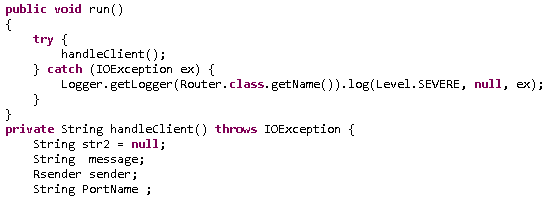 public void run()
{
    try {
        handleClient();
    } catch (IOException ex) {
        Logger.getLogger(Router.class.getName()).log(Level.SEVERE, null, ex);
    }
}
private String handleClient() throws IOException {
    String str2 = null;
    String  message;
    Rsender sender;
    String PortName ;